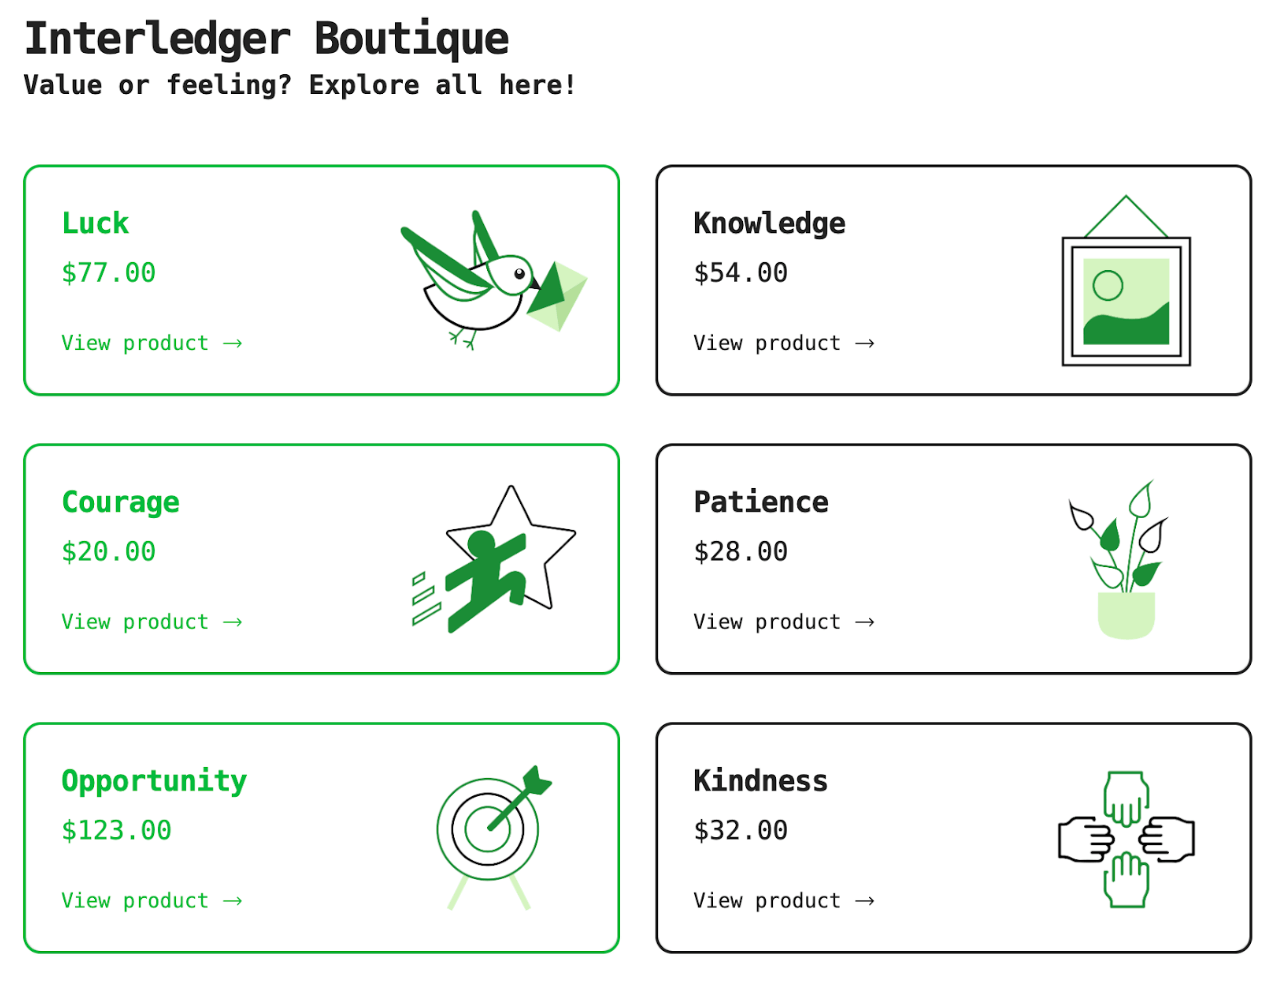 Interledger Boutique
Value or feeling? Explore all here!
Luck
$77.00
View product →
Knowledge
$54.00
View product →
Courage
$20.00
View product →
Patience
$28.00
View product →
Opportunity
$123.00
View product →
Kindness
$32.00
View product →